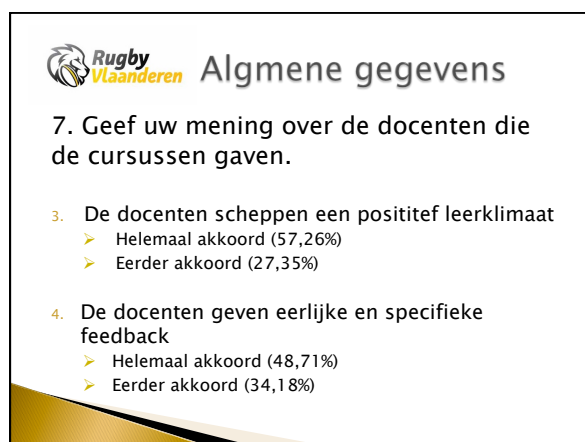 Rugby
Vlaanderen
Algmene gegevens
7. Geef uw mening over de docenten die
de cursussen gaven.
3. De docenten scheppen een posititef leerklimaat
Helemaal akkoord (57,26%)
Eerder akkoord (27,35%)
4. De docenten geven eerlijke en specifieke
feedback
Helemaal akkoord (48,71%)
Eerder akkoord (34,18%)